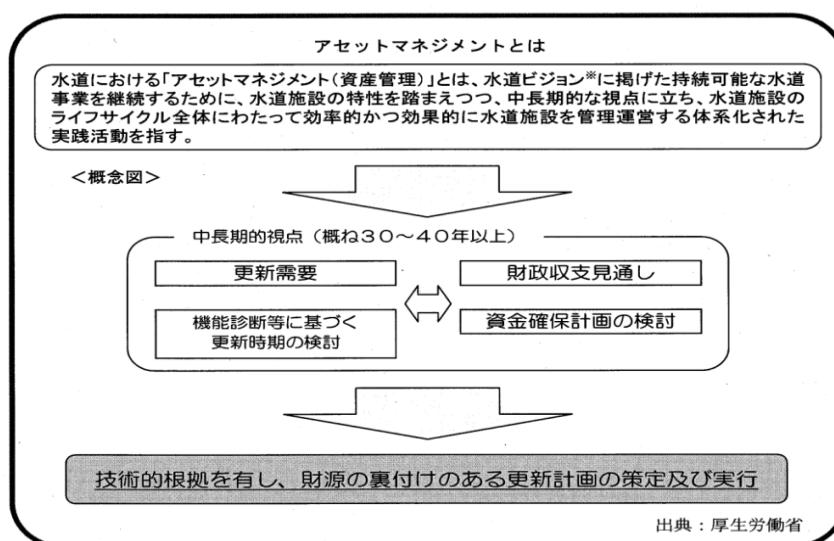 アセットマネジメントとは
水道における「アセットマネジメント（資産管理）」とは、水道ビジョン※に掲げた持続可能な水道
事業を継続するために、水道施設の特性を踏まえつつ、中長期的な視点に立ち、水道施設の
ライフサイクル全体にわたって効率的かつ効果的に水道施設を管理運営する体系化された
実践活動を指す。
＜概念図＞
中長期的視点（概ね３０～４０年以上）
更新需要
財政収支見通し
機能診断等に基づく
更新時期の検討
資金確保計画の検討
技術的根拠を有し、財源の裏付けのある更新計画の策定及び実行
出典：厚生労働省